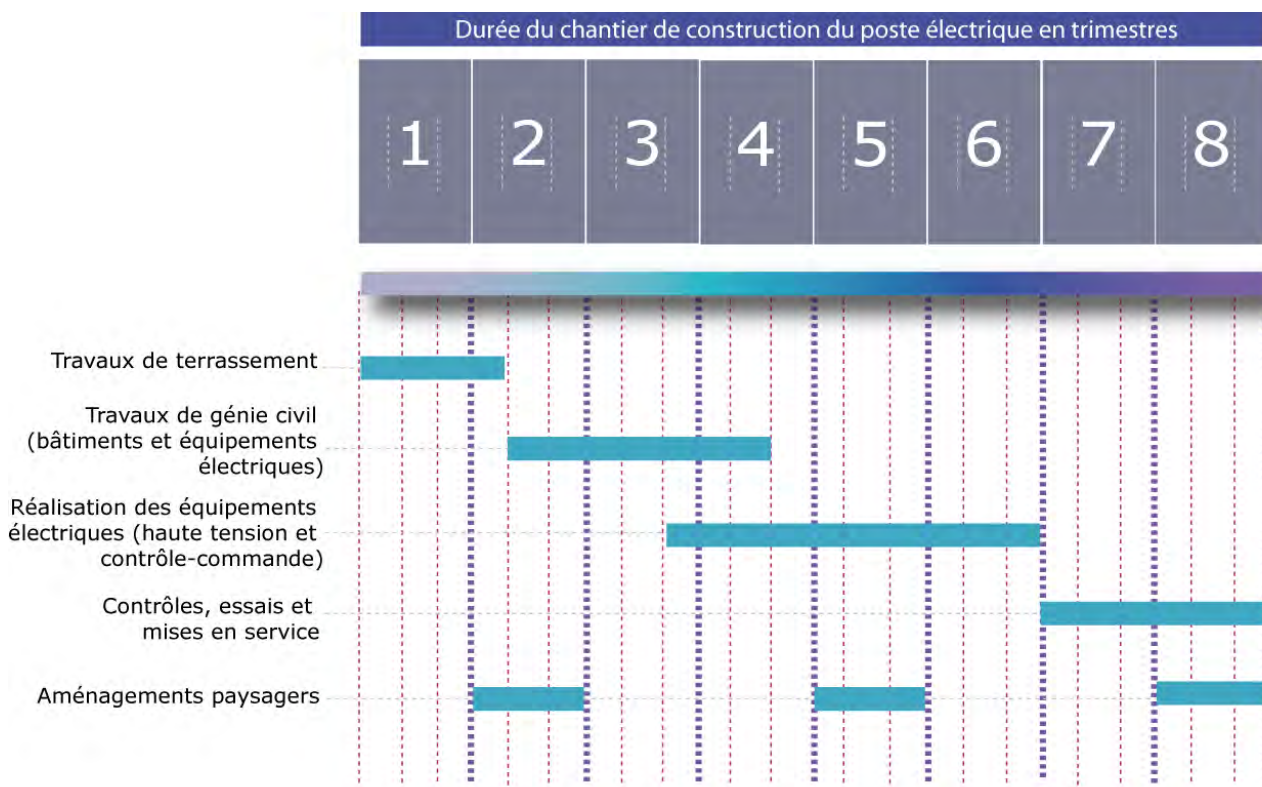 Durée du chantier de construction du poste électrique en trimestres
1 2 3 4 5 6 7 8
Travaux de terrassement
Travaux de génie civil
(bâtiments et équipements
électriques)
Réalisation des équipements
électriques (haute tension et
contrôle-commande)
Contrôles, essais et
mises en service
Aménagements paysagers